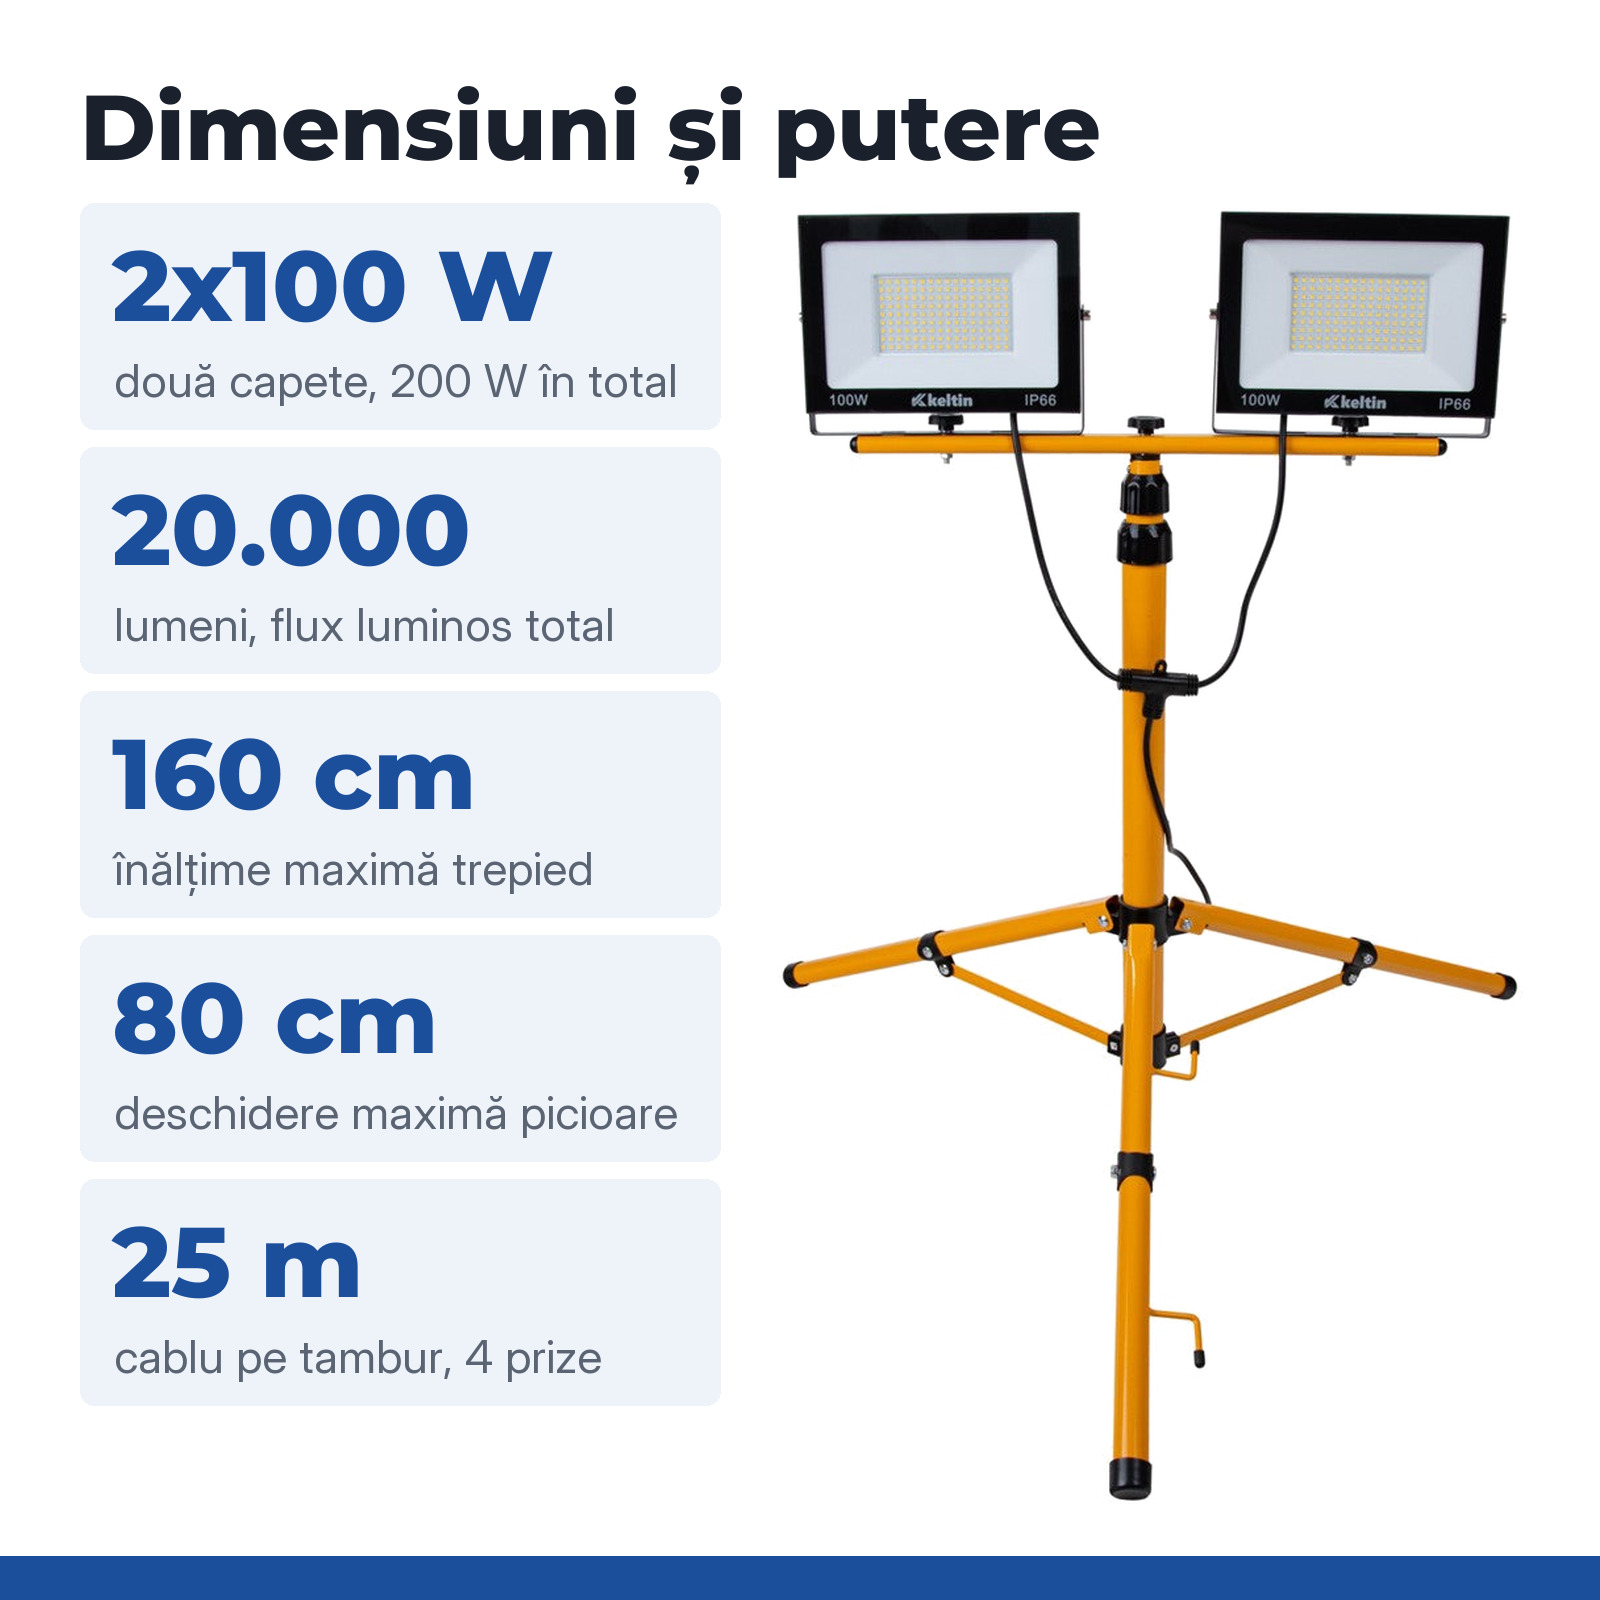 Dimensiuni și putere
2x100 W
două capete, 200 W în total
20.000
lumeni, flux luminos total
160 cm
înălțime maximă trepied
80 cm
deschidere maximă picioare
25 m
cablu pe tambur, 4 prize
100W keltin IP66
100W keltin IP66